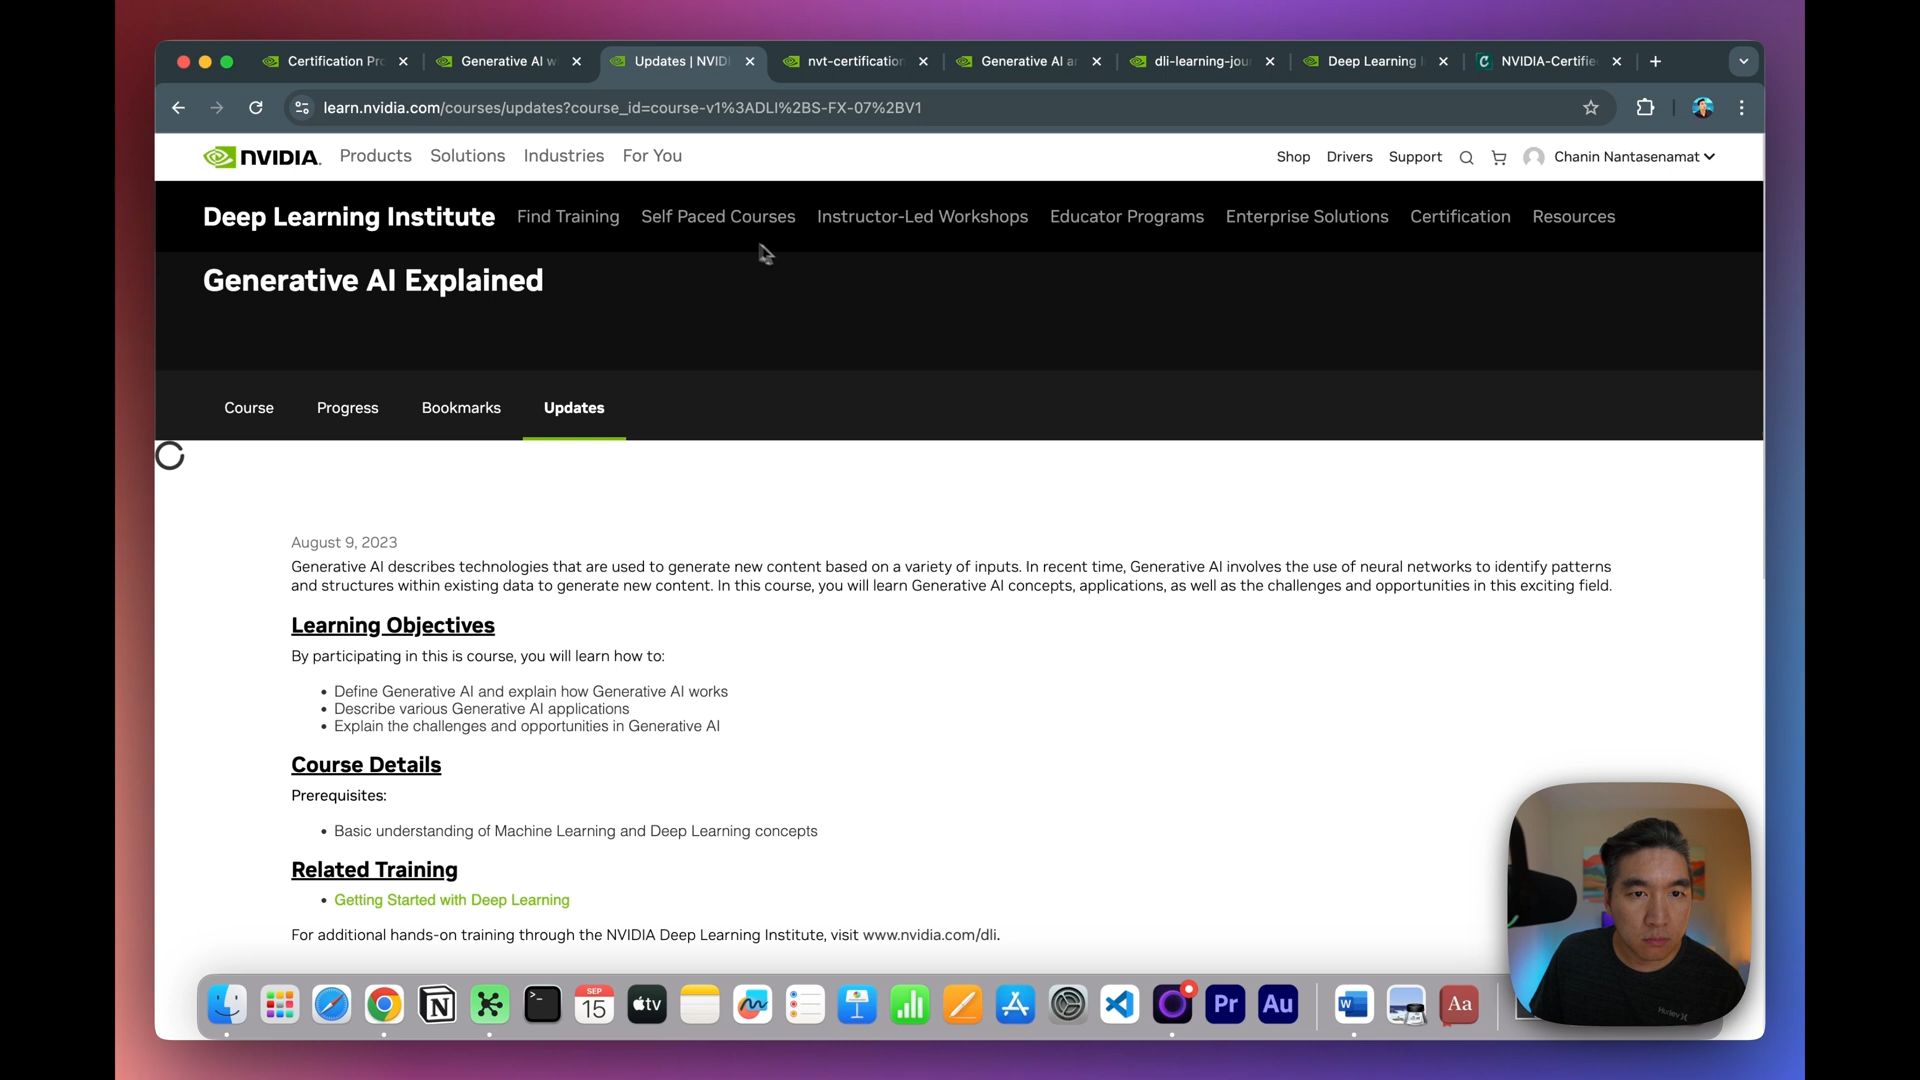 Certification Pr
Generative AI w
Updates | NVIDI
nvt-certification
Generative AI a
dli-learning-jou
Deep Learning I
NVIDIA-Certifie
learn.nvidia.com/courses/updates?course_id=course-v1%3ADLI%2BS-FX-07%2BV1
NVIDIA. Products Solutions Industries For You
Shop Drivers Support Chanin Nantasenamat
Deep Learning Institute Find Training Self Paced Courses Instructor-Led Workshops Educator Programs Enterprise Solutions Certification Resources
Generative AI Explained
Course Progress Bookmarks Updates
August 9, 2023
Generative AI describes technologies that are used to generate new content based on a variety of inputs. In recent time, Generative AI involves the use of neural networks to identify patterns
and structures within existing data to generate new content. In this course, you will learn Generative AI concepts, applications, as well as the challenges and opportunities in this exciting field.
Learning Objectives
By participating in this is course, you will learn how to:
• Define Generative AI and explain how Generative AI works
• Describe various Generative AI applications
• Explain the challenges and opportunities in Generative AI
Course Details
Prerequisites:
• Basic understanding of Machine Learning and Deep Learning concepts
Related Training
• Getting Started with Deep Learning
For additional hands-on training through the NVIDIA Deep Learning Institute, visit www.nvidia.com/dli.
SEP
15
tv
Pr
Au
W
Aa
Hurley